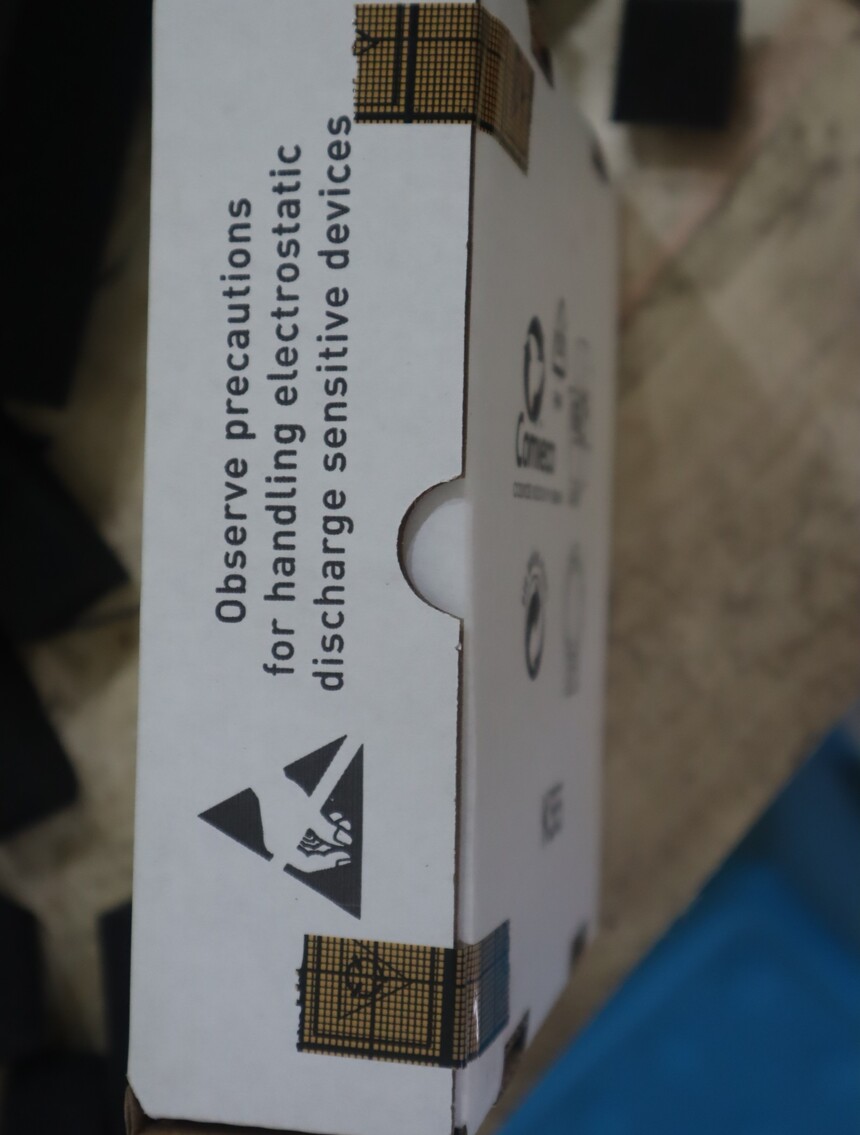 Observe precautions
for handling electrostatic
discharge sensitive devices